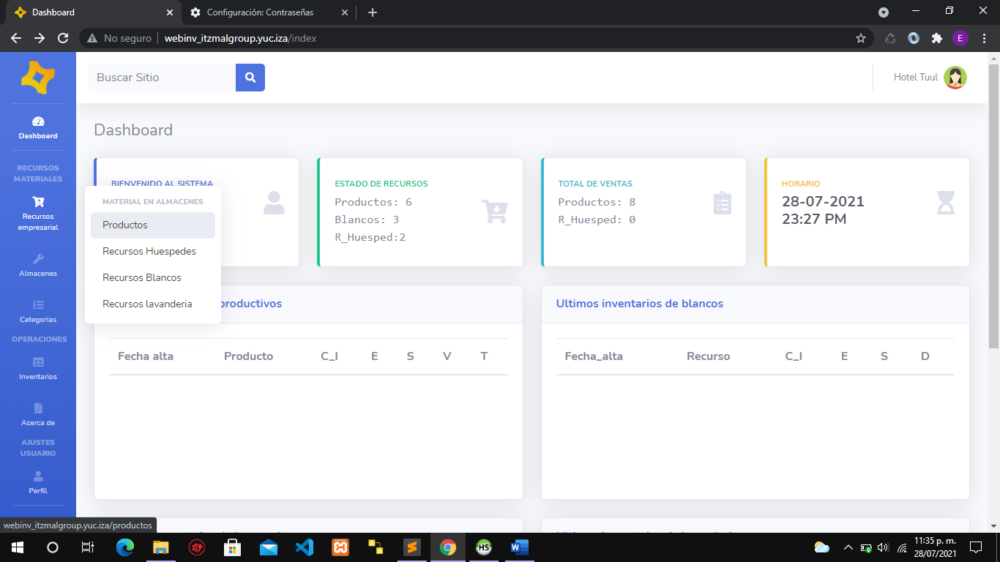 Dashboard
Configuración: Contraseñas
No seguro
webinv_itzmalgroup.yuc.iza/index
E
Buscar Sitio
Hotel Tuul
Dashboard
RECURSOS
MATERIALES
Recursos
empresarial
Almacenes
Categorias
OPERACIONES
Inventarios
Acerca de
AJUSTES
USUARIO
Perfil
Dashboard
BIENVENIDO AL SISTEMA
MATERIAL EN ALMACENES
Productos
Recursos Huespedes
Recursos Blancos
Recursos lavanderia
ESTADO DE RECURSOS
Productos: 6
Blancos: 3
R_Huesped:2
TOTAL DE VENTAS
Productos: 8
R_Huesped: 0
HORARIO
28-07-2021
23:27 PM
productivos
Fecha alta Producto C_I E S V T
Ultimos inventarios de blancos
Fecha_alta Recurso C_I E S D
webinv_itzmalgroup.yuc.iza/productos
HS
11:35 p. m.
28/07/2021